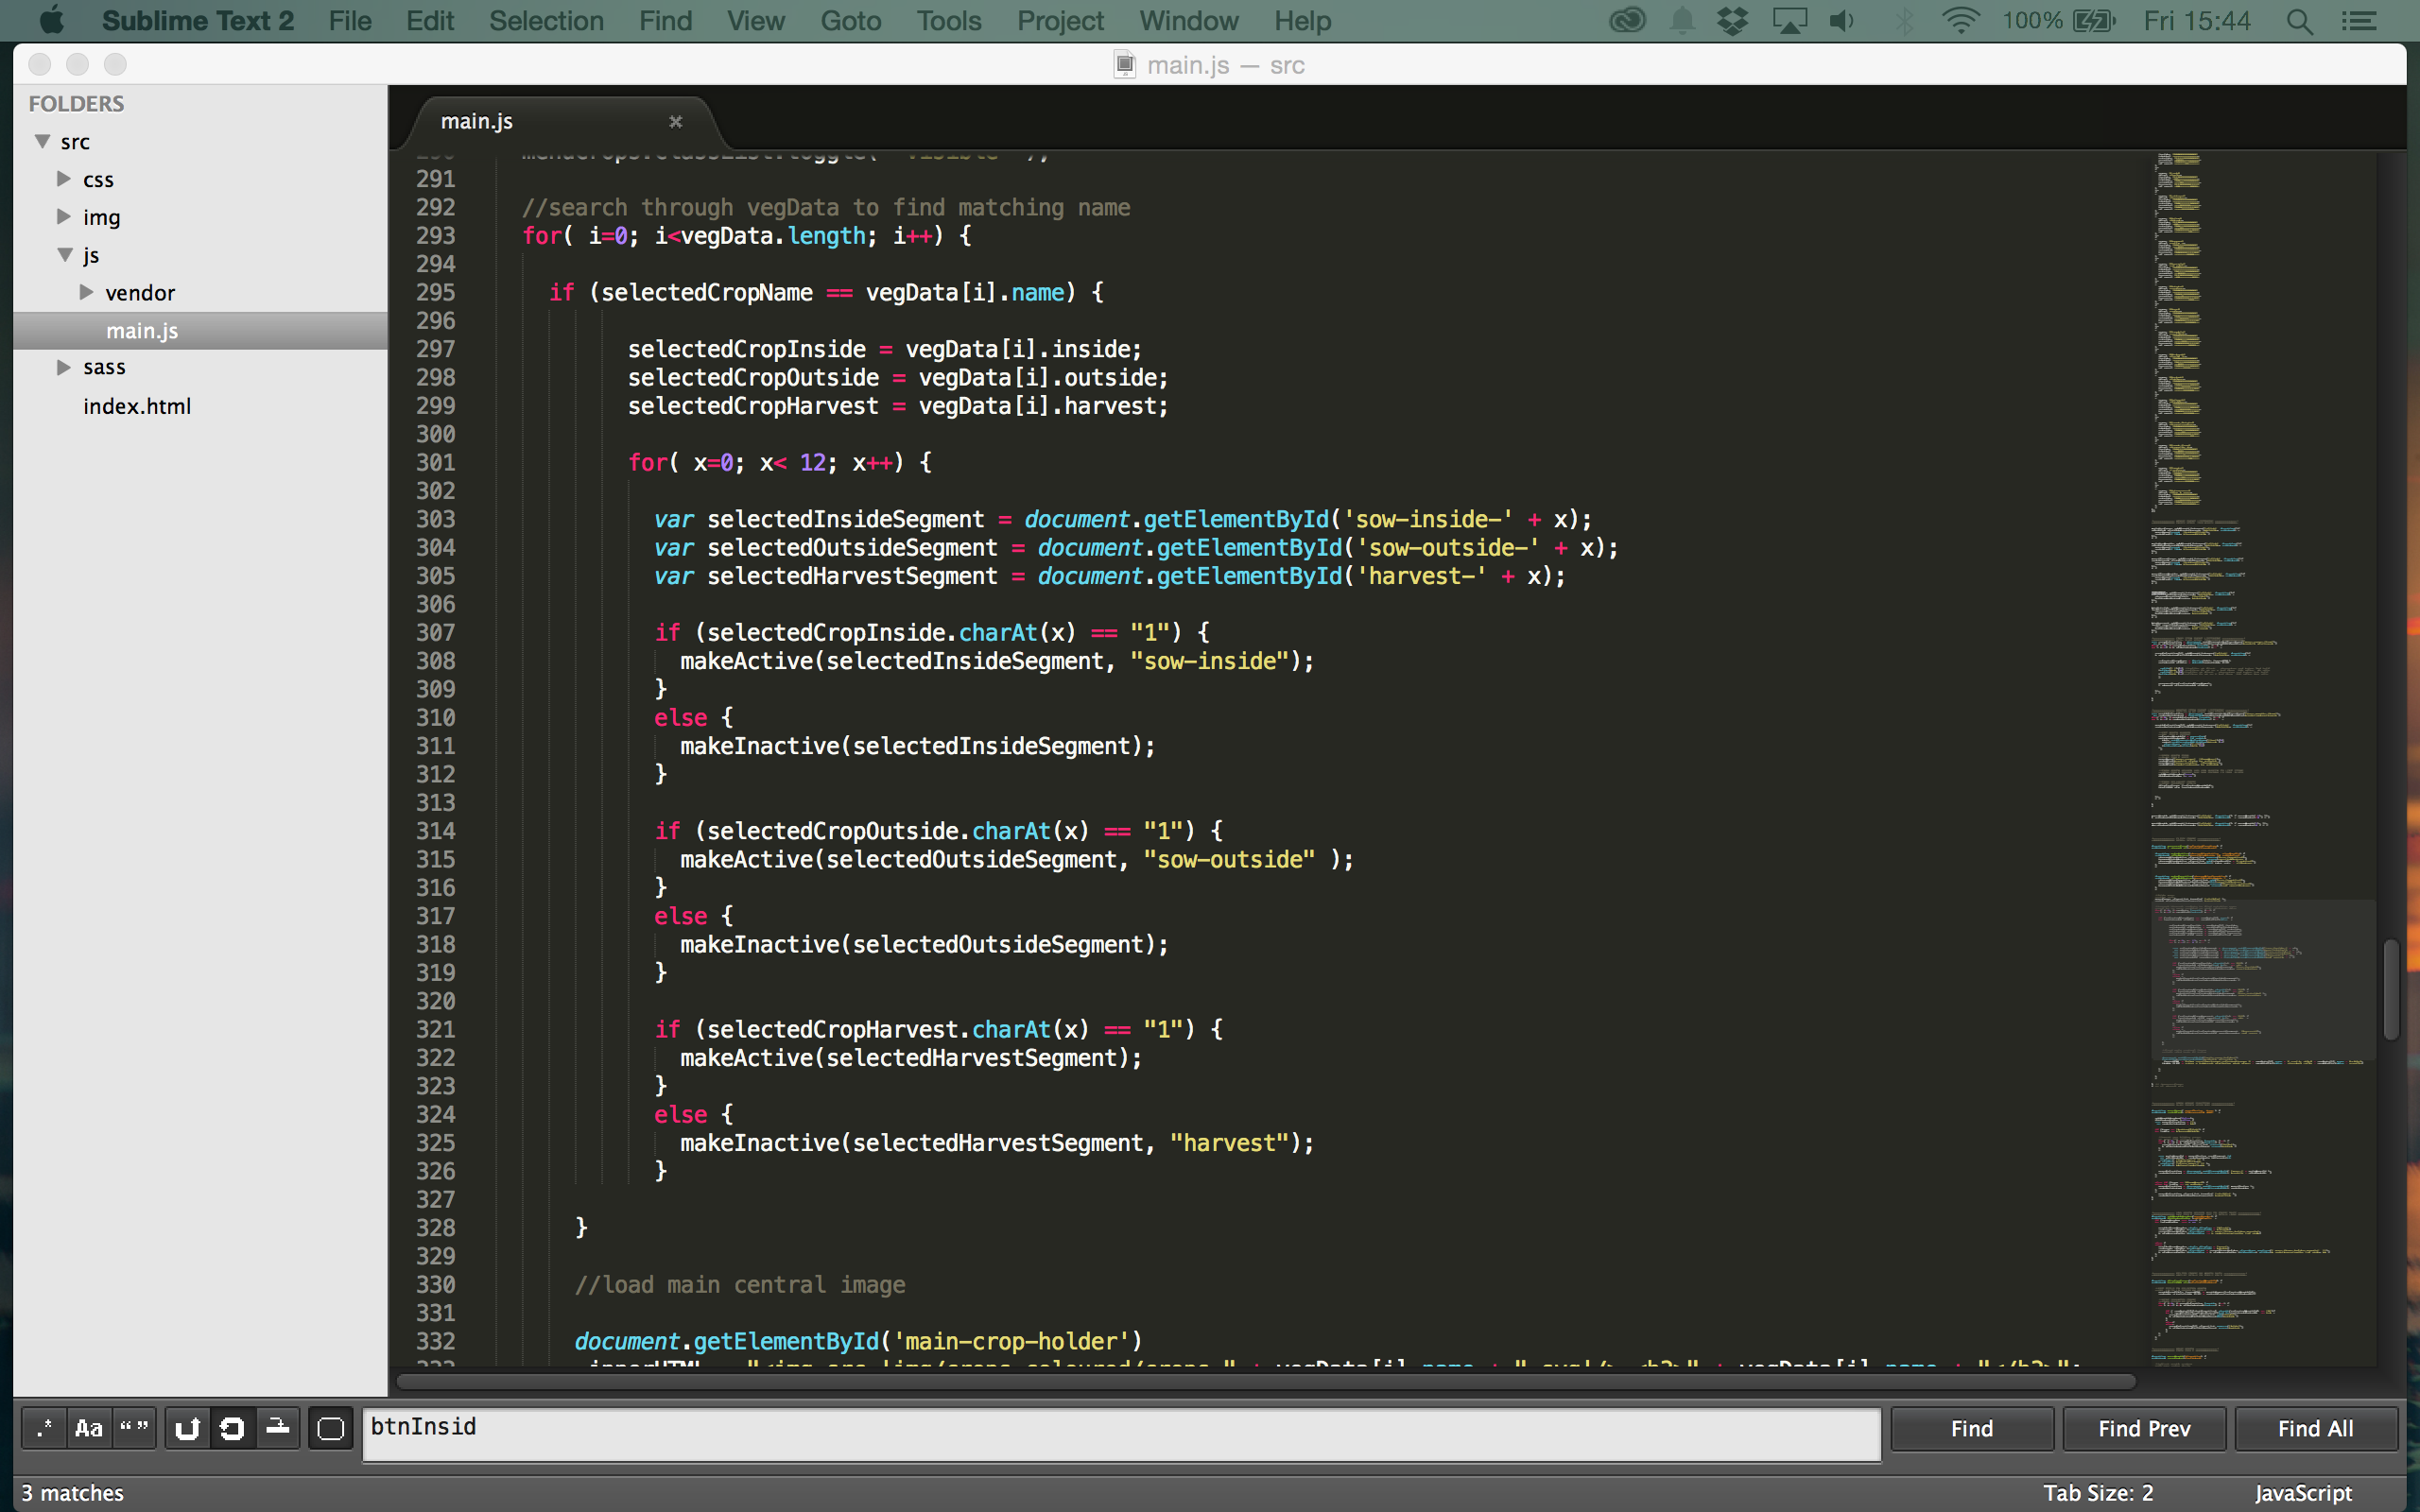 Sublime Text 2 File Edit Selection Find View Goto Tools Project Window Help 100% Fri 15:44
main.js — src
FOLDERS
src
css
img
js
vendor
main.js
sass
index.html
main.js
291
292 //search through vegData to find matching name
293 for( i=0; i<vegData.length; i++) {
294
295 if (selectedCropName == vegData[i].name) {
296
297 selectedCropInside = vegData[i].inside;
298 selectedCropOutside = vegData[i].outside;
299 selectedCropHarvest = vegData[i].harvest;
300
301 for( x=0; x< 12; x++) {
302
303 var selectedInsideSegment = document.getElementById('sow-inside-' + x);
304 var selectedOutsideSegment = document.getElementById('sow-outside-' + x);
305 var selectedHarvestSegment = document.getElementById('harvest-' + x);
306
307 if (selectedCropInside.charAt(x) == "1") {
308 makeActive(selectedInsideSegment, "sow-inside");
309 }
310 else {
311 makeInactive(selectedInsideSegment);
312 }
313
314 if (selectedCropOutside.charAt(x) == "1") {
315 makeActive(selectedOutsideSegment, "sow-outside" );
316 }
317 else {
318 makeInactive(selectedOutsideSegment);
319 }
320
321 if (selectedCropHarvest.charAt(x) == "1") {
322 makeActive(selectedHarvestSegment);
323 }
324 else {
325 makeInactive(selectedHarvestSegment, "harvest");
326 }
327
328 }
329
330 //load main central image
331
332 document.getElementById('main-crop-holder')
.* Aa “ ” btnInsid Find Find Prev Find All
3 matches Tab Size: 2 JavaScript